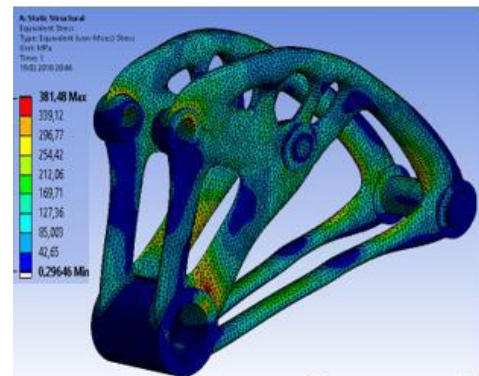 A: Static Structural
Equivalent Stress
Type: Equivalent (von-Mises) Stress
Unit: MPa
Time: 1
381,48 Max
339,12
296,77
254,42
212,06
169,71
127,36
85,003
42,65
0,29646 Min